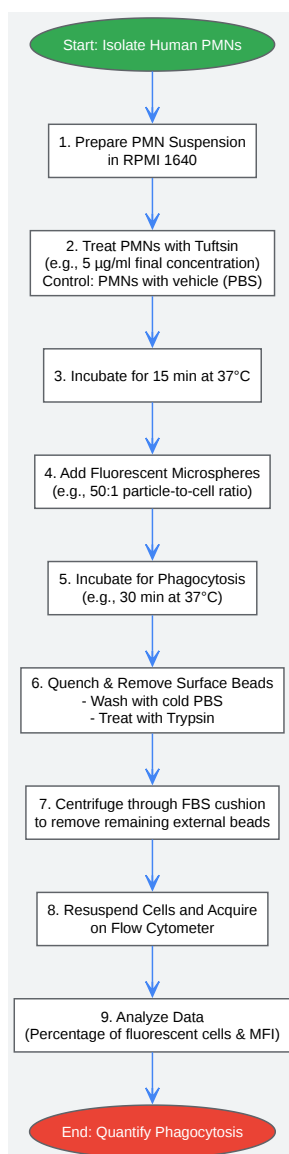 Start: Isolate Human PMNs
1. Prepare PMN Suspension
in RPMI 1640
2. Treat PMNs with Tuftsin
(e.g., 5 µg/ml final concentration)
Control: PMNs with vehicle (PBS)
3. Incubate for 15 min at 37°C
4. Add Fluorescent Microspheres
(e.g., 50:1 particle-to-cell ratio)
5. Incubate for Phagocytosis
(e.g., 30 min at 37°C)
6. Quench & Remove Surface Beads
- Wash with cold PBS
- Treat with Trypsin
7. Centrifuge through FBS cushion
to remove remaining external beads
8. Resuspend Cells and Acquire
on Flow Cytometer
9. Analyze Data
(Percentage of fluorescent cells & MFI)
End: Quantify Phagocytosis